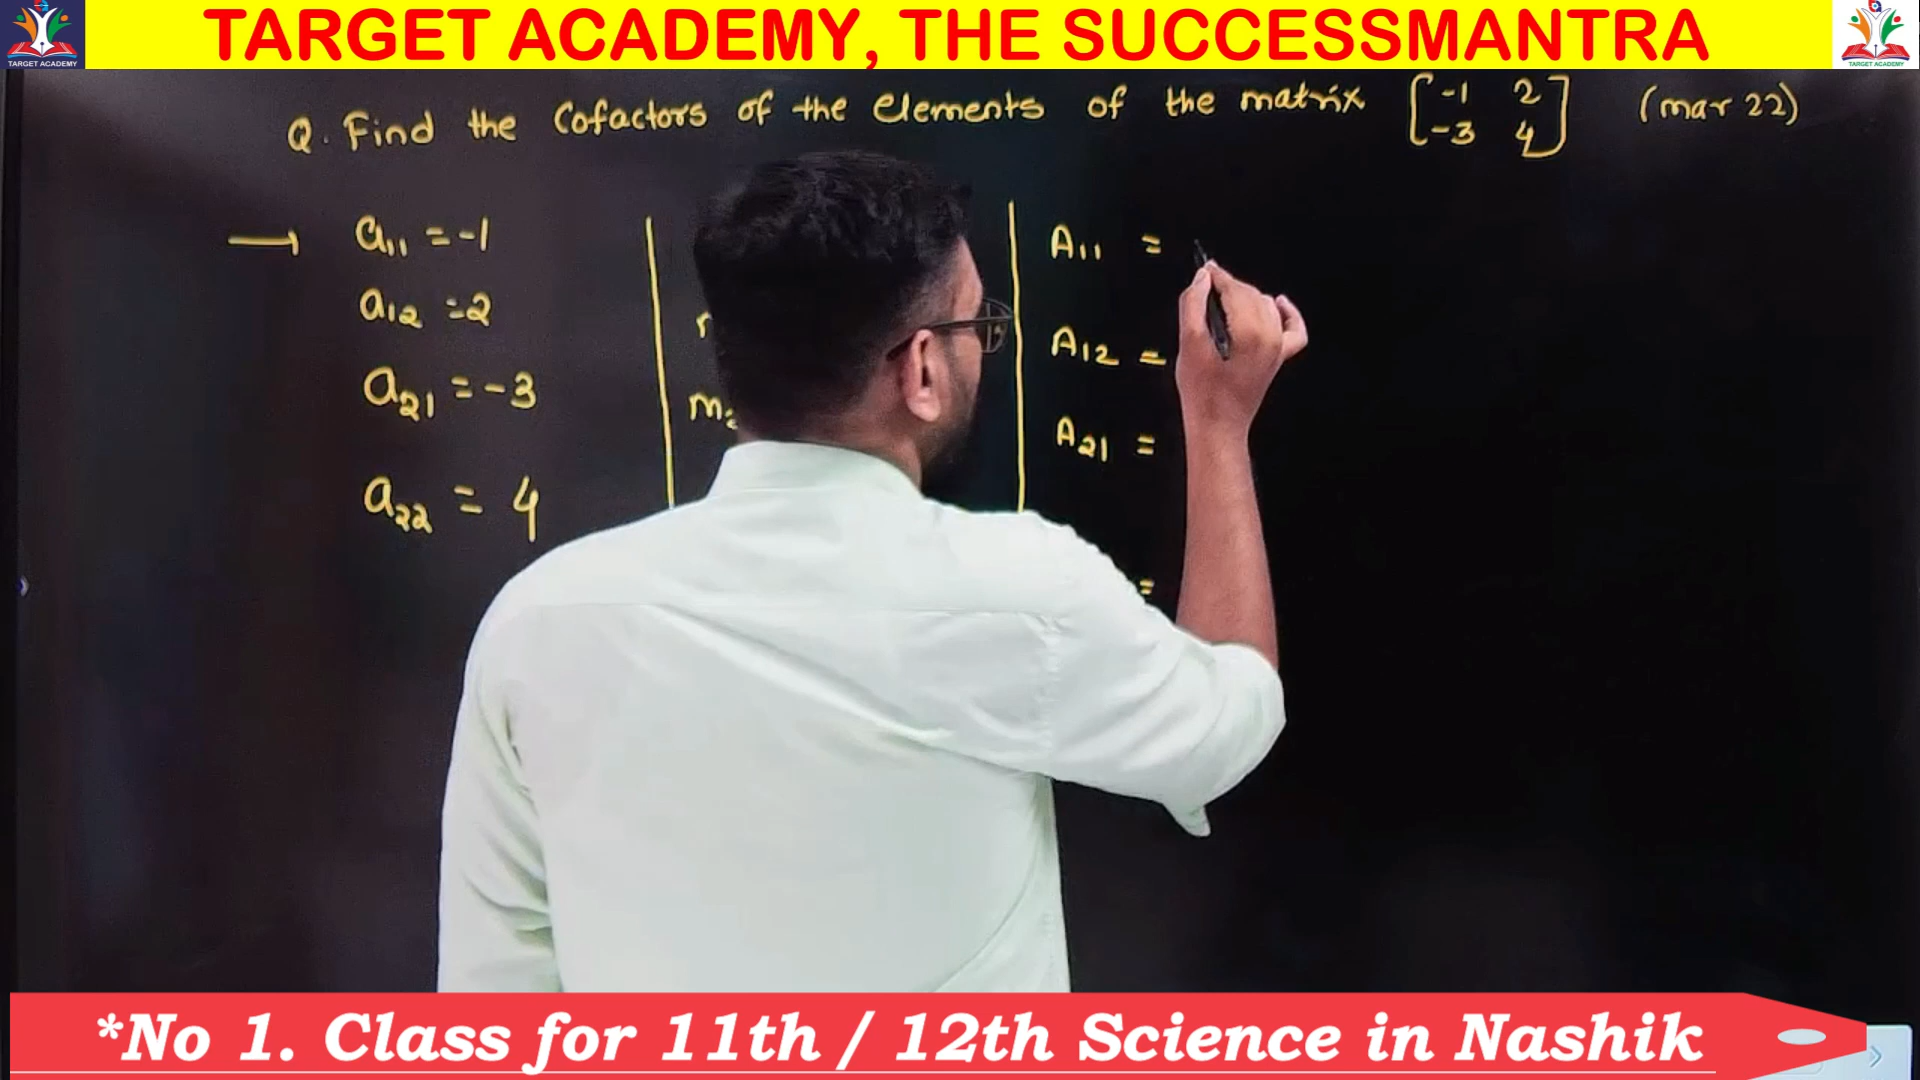 TARGET ACADEMY, THE SUCCESSMANTRA
TARGET ACADEMY
TARGET ACADEMY
Q. Find the Cofactors of the elements of the matrix [-1 2 (mar 22)
-3 4]
a11 = -1
a12 = 2
a21 = -3
a22 = 4
A11 =
A12 =
A21 =
=
*No 1. Class for 11th / 12th Science in Nashik